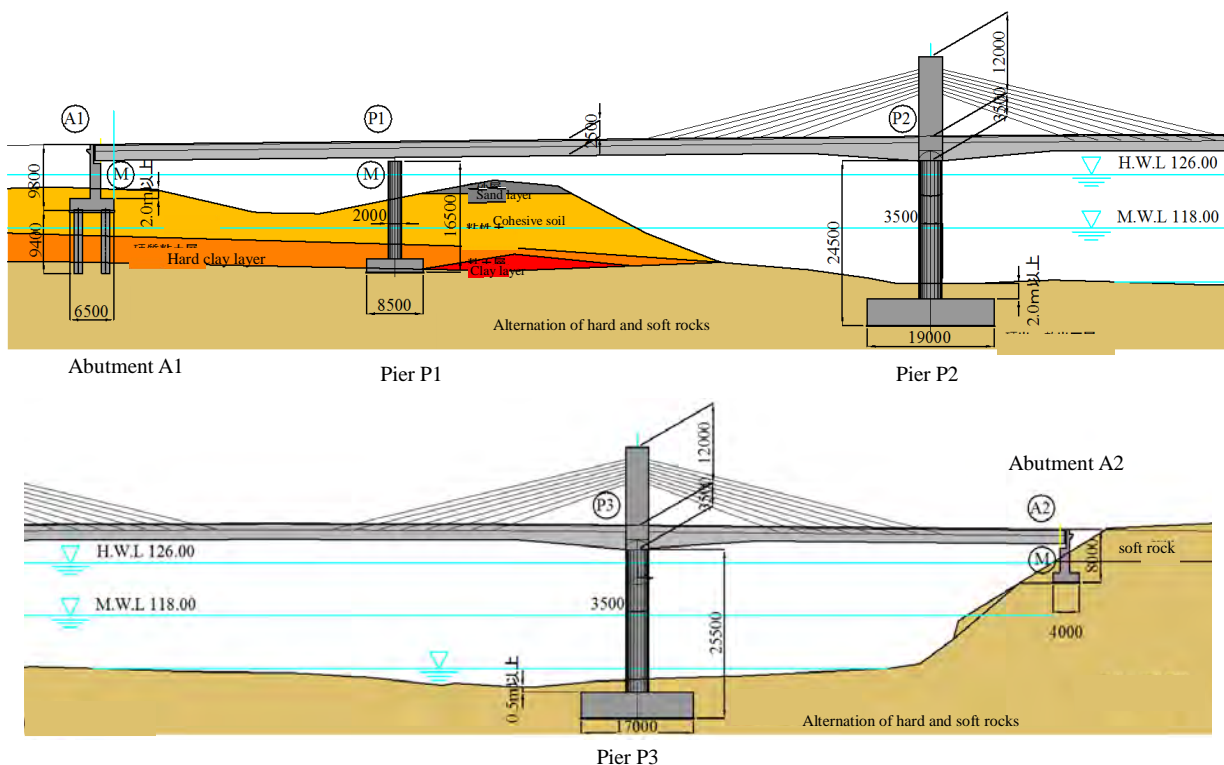 12000
3500
A1
P1
2500
P2
9800
M
2.0m以上
M
H.W.L 126.00
Sand layer
2000
16500
Cohesive soil
3500
M.W.L 118.00
24500
9400
Hard clay layer
Clay layer
6500
8500
2.0m以上
Alternation of hard and soft rocks
19000
Abutment A1
Pier P1
Pier P2
12000
Abutment A2
P3
3500
A2
H.W.L 126.00
soft rock
M
8000
M.W.L 118.00
3500
25500
4000
0.5m以上
17000
Alternation of hard and soft rocks
Pier P3